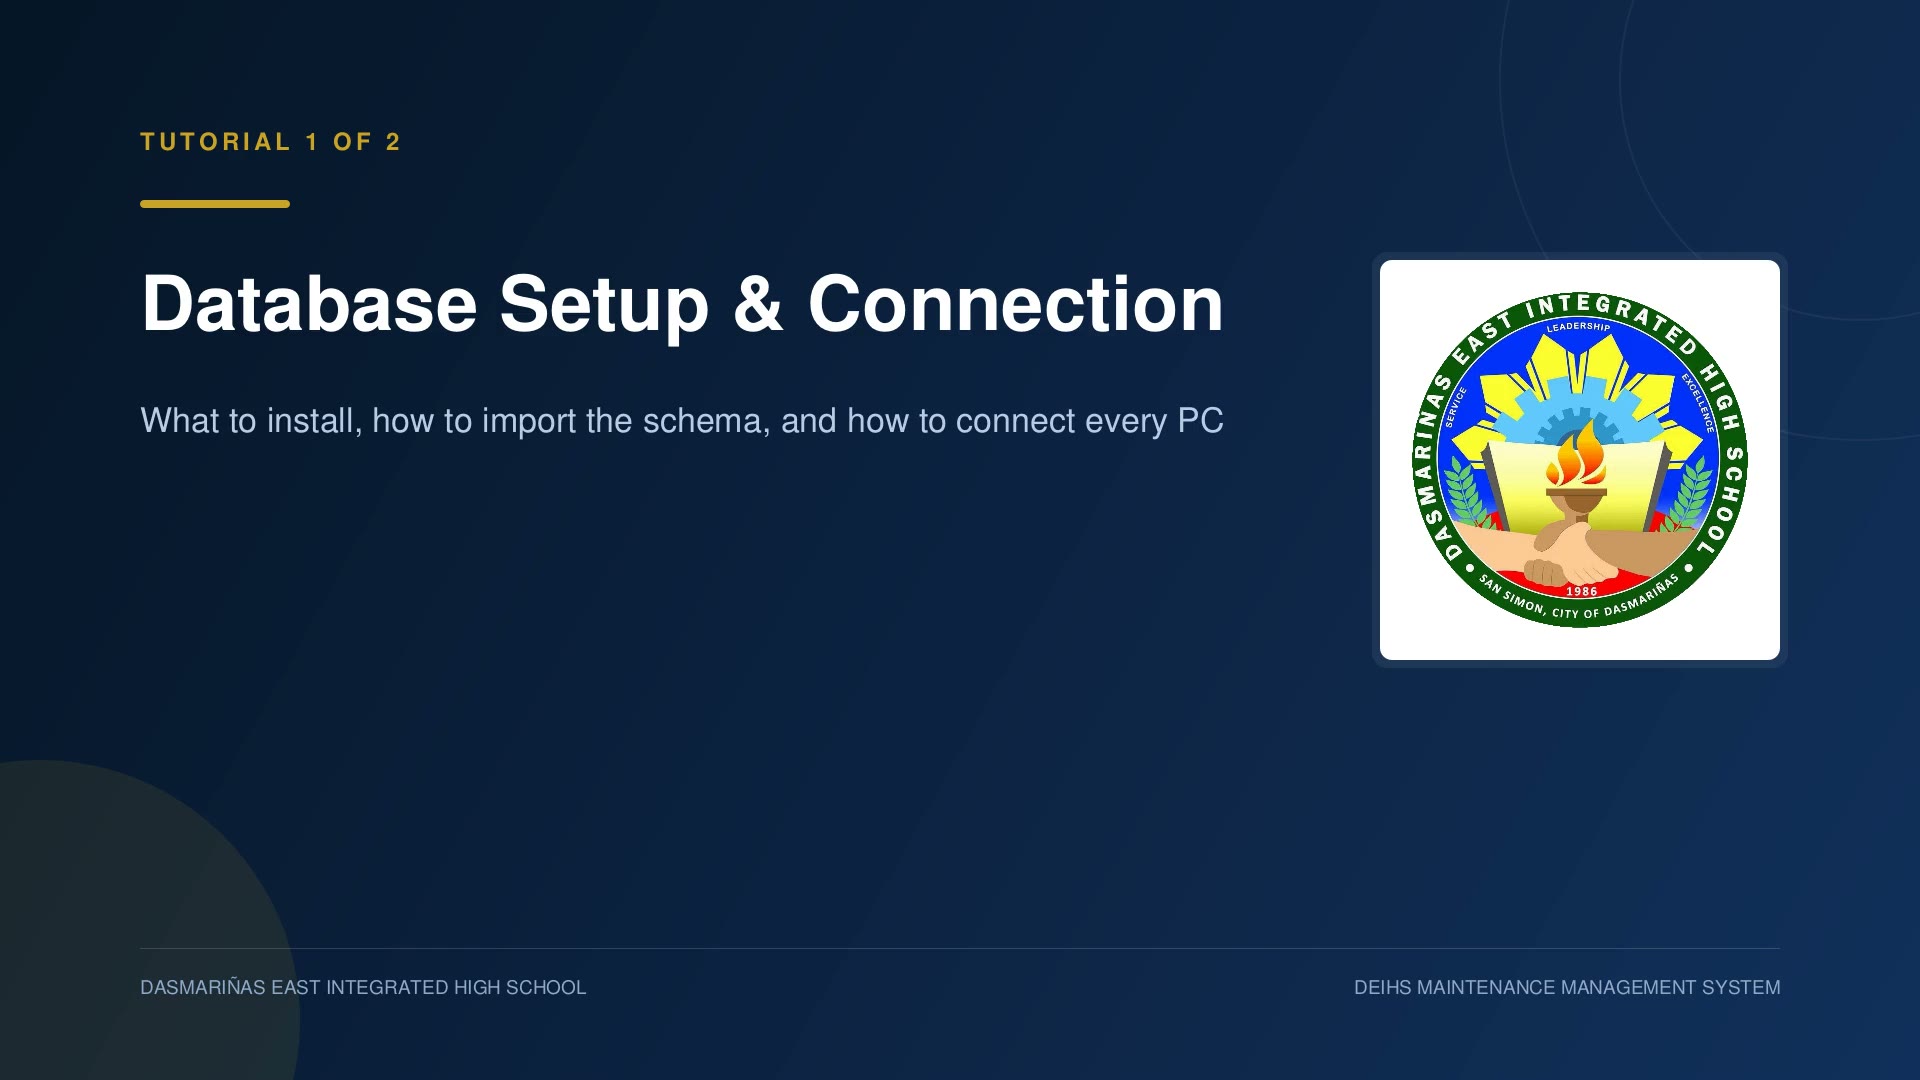 TUTORIAL 1 OF 2
Database Setup & Connection
What to install, how to import the schema, and how to connect every PC
DASMARINAS EAST INTEGRATED HIGH SCHOOL
LEADERSHIP
SERVICE
EXCELLENCE
1986
SAN SIMON, CITY OF DASMARIÑAS
DASMARIÑAS EAST INTEGRATED HIGH SCHOOL
DEIHS MAINTENANCE MANAGEMENT SYSTEM